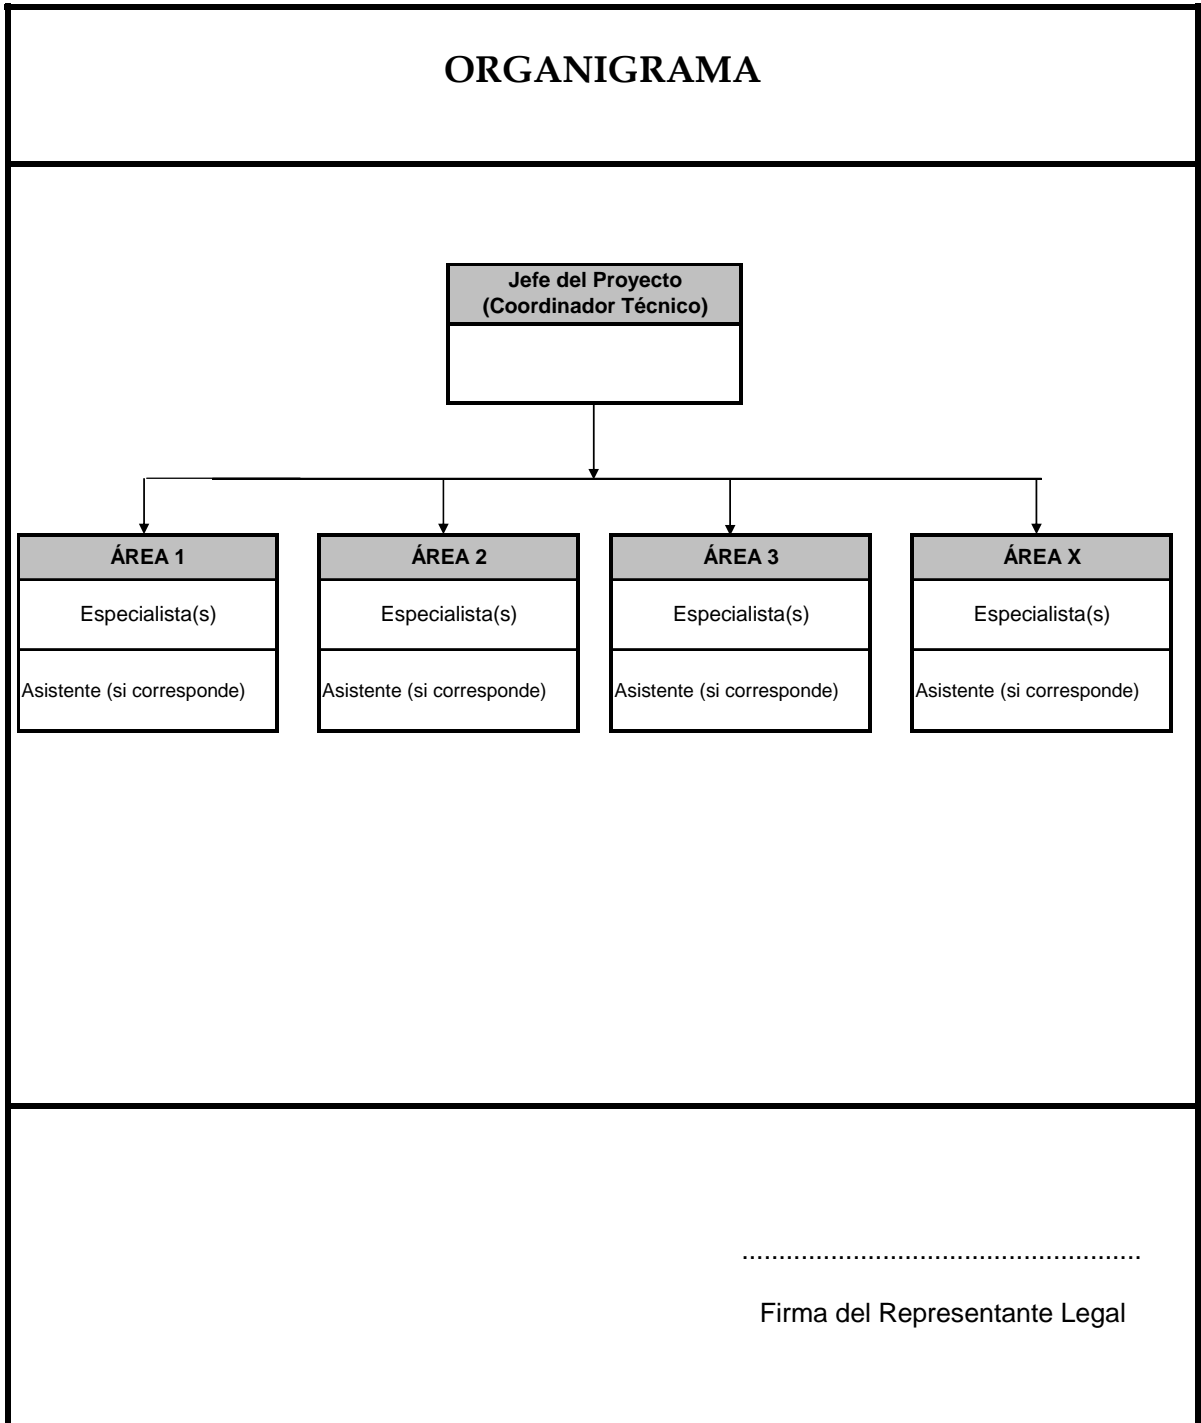 ORGANIGRAMA
Jefe del Proyecto
(Coordinador Técnico)
ÁREA 1
ÁREA 2
ÁREA 3
ÁREA X
Especialista(s)
Especialista(s)
Especialista(s)
Especialista(s)
Asistente (si corresponde)
Asistente (si corresponde)
Asistente (si corresponde)
Asistente (si corresponde)
......................................................
Firma del Representante Legal